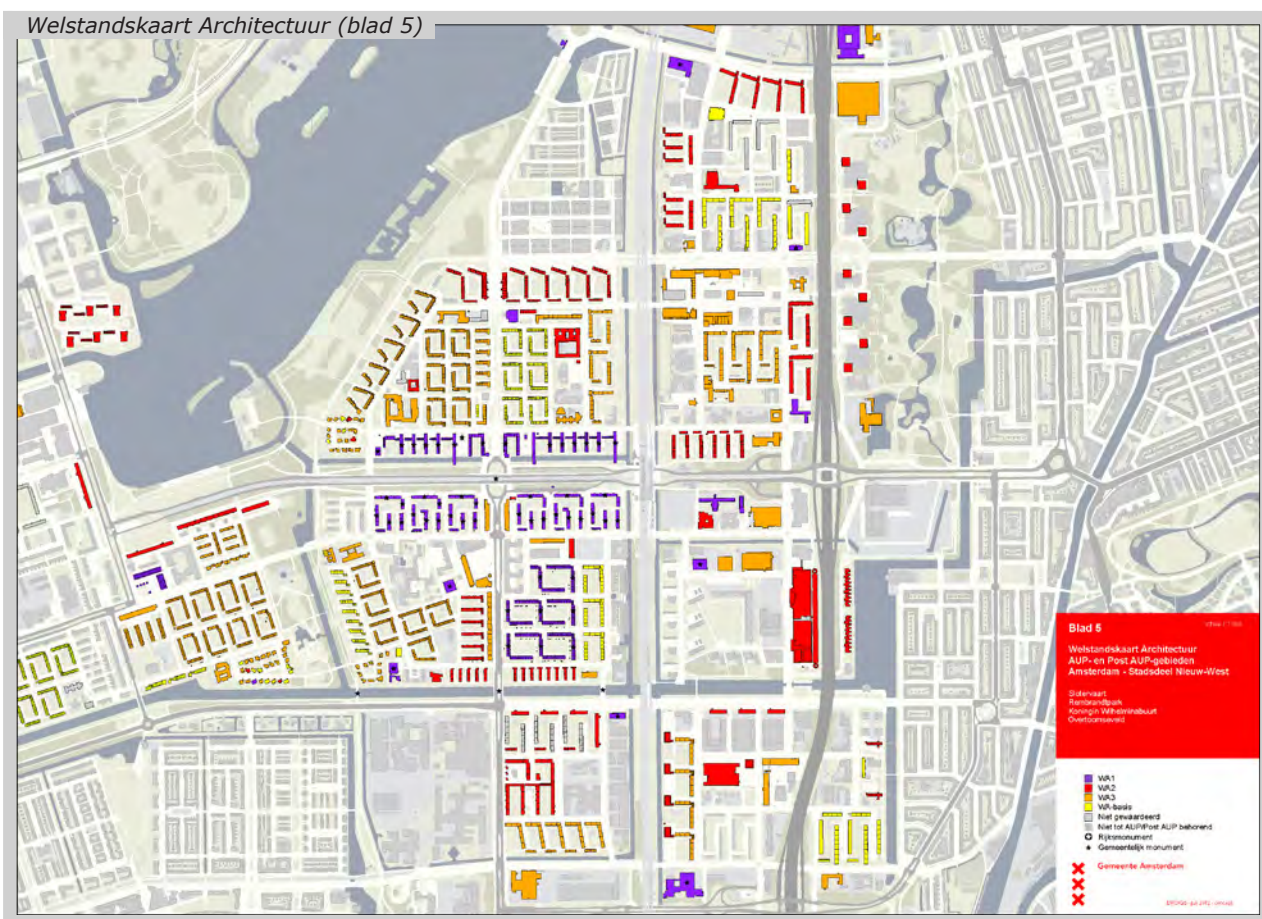 Welstandskaart Architectuur (blad 5)
Blad 5
Welstandskaart Architectuur
AUP- en Post AUP-gebieden
Amsterdam - Stadsdeel Nieuw-West
Slotervaart
Rembrandtpark
Koningin Wilhelminabuurt
Overtoomseveld
WA1
WA2
WA3
WA-basis
Niet gewaardeerd
Niet tot AUP/Post AUP behorend
Rijksmonument
Gemeentelijk monument
Gemeente Amsterdam